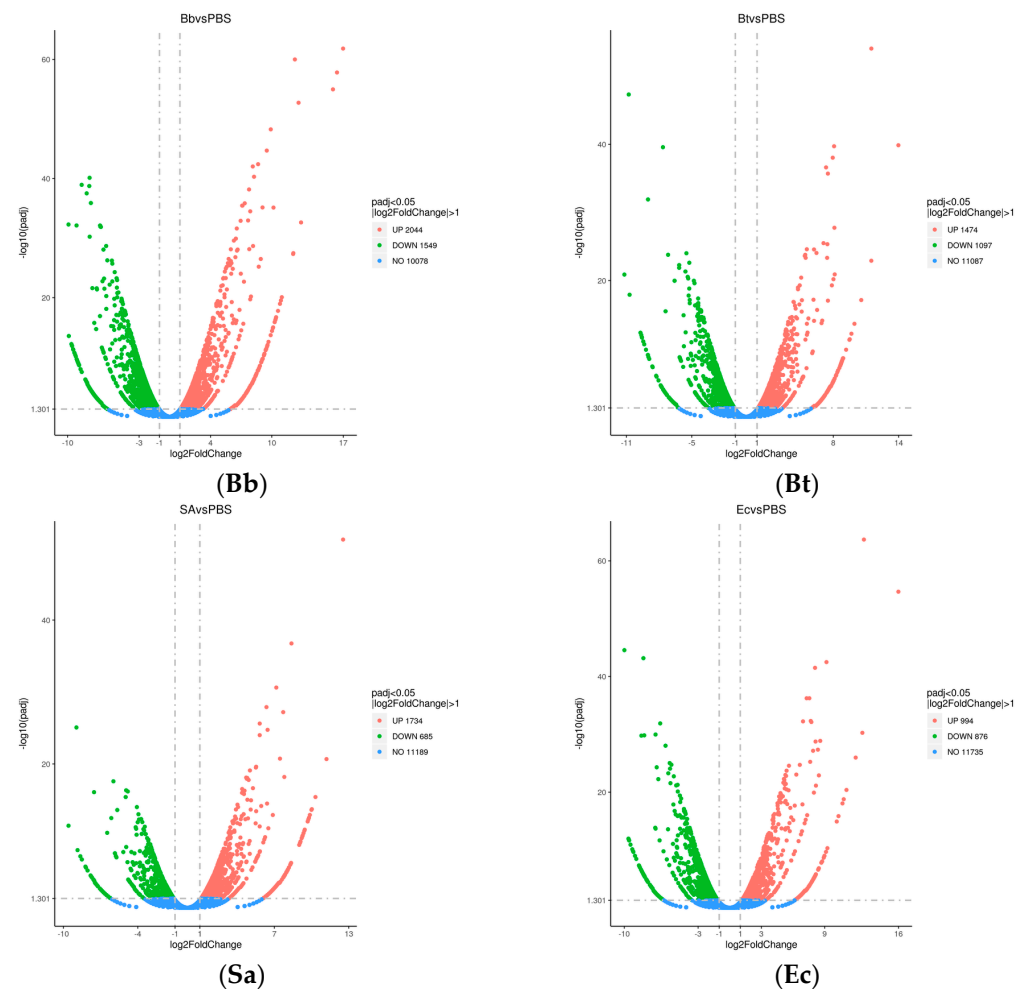 BbvsPBS
60
40
20
1.301
-log10(padj)
-10 -3 -1 1 4 10 17
log2FoldChange
padj<0.05
|log2FoldChange|>1
UP 2044
DOWN 1549
NO 10078
(Bb)
BtvsPBS
40
20
1.301
-log10(padj)
-11 -5 -1 1 8 14
log2FoldChange
padj<0.05
|log2FoldChange|>1
UP 1474
DOWN 1097
NO 11087
(Bt)
SAvsPBS
40
20
1.301
-log10(padj)
-10 -4 -1 1 7 13
log2FoldChange
padj<0.05
|log2FoldChange|>1
UP 1734
DOWN 685
NO 11189
(Sa)
EcvsPBS
60
40
20
1.301
-log10(padj)
-10 -3 -1 1 3 9 16
log2FoldChange
padj<0.05
|log2FoldChange|>1
UP 994
DOWN 876
NO 11735
(Ec)